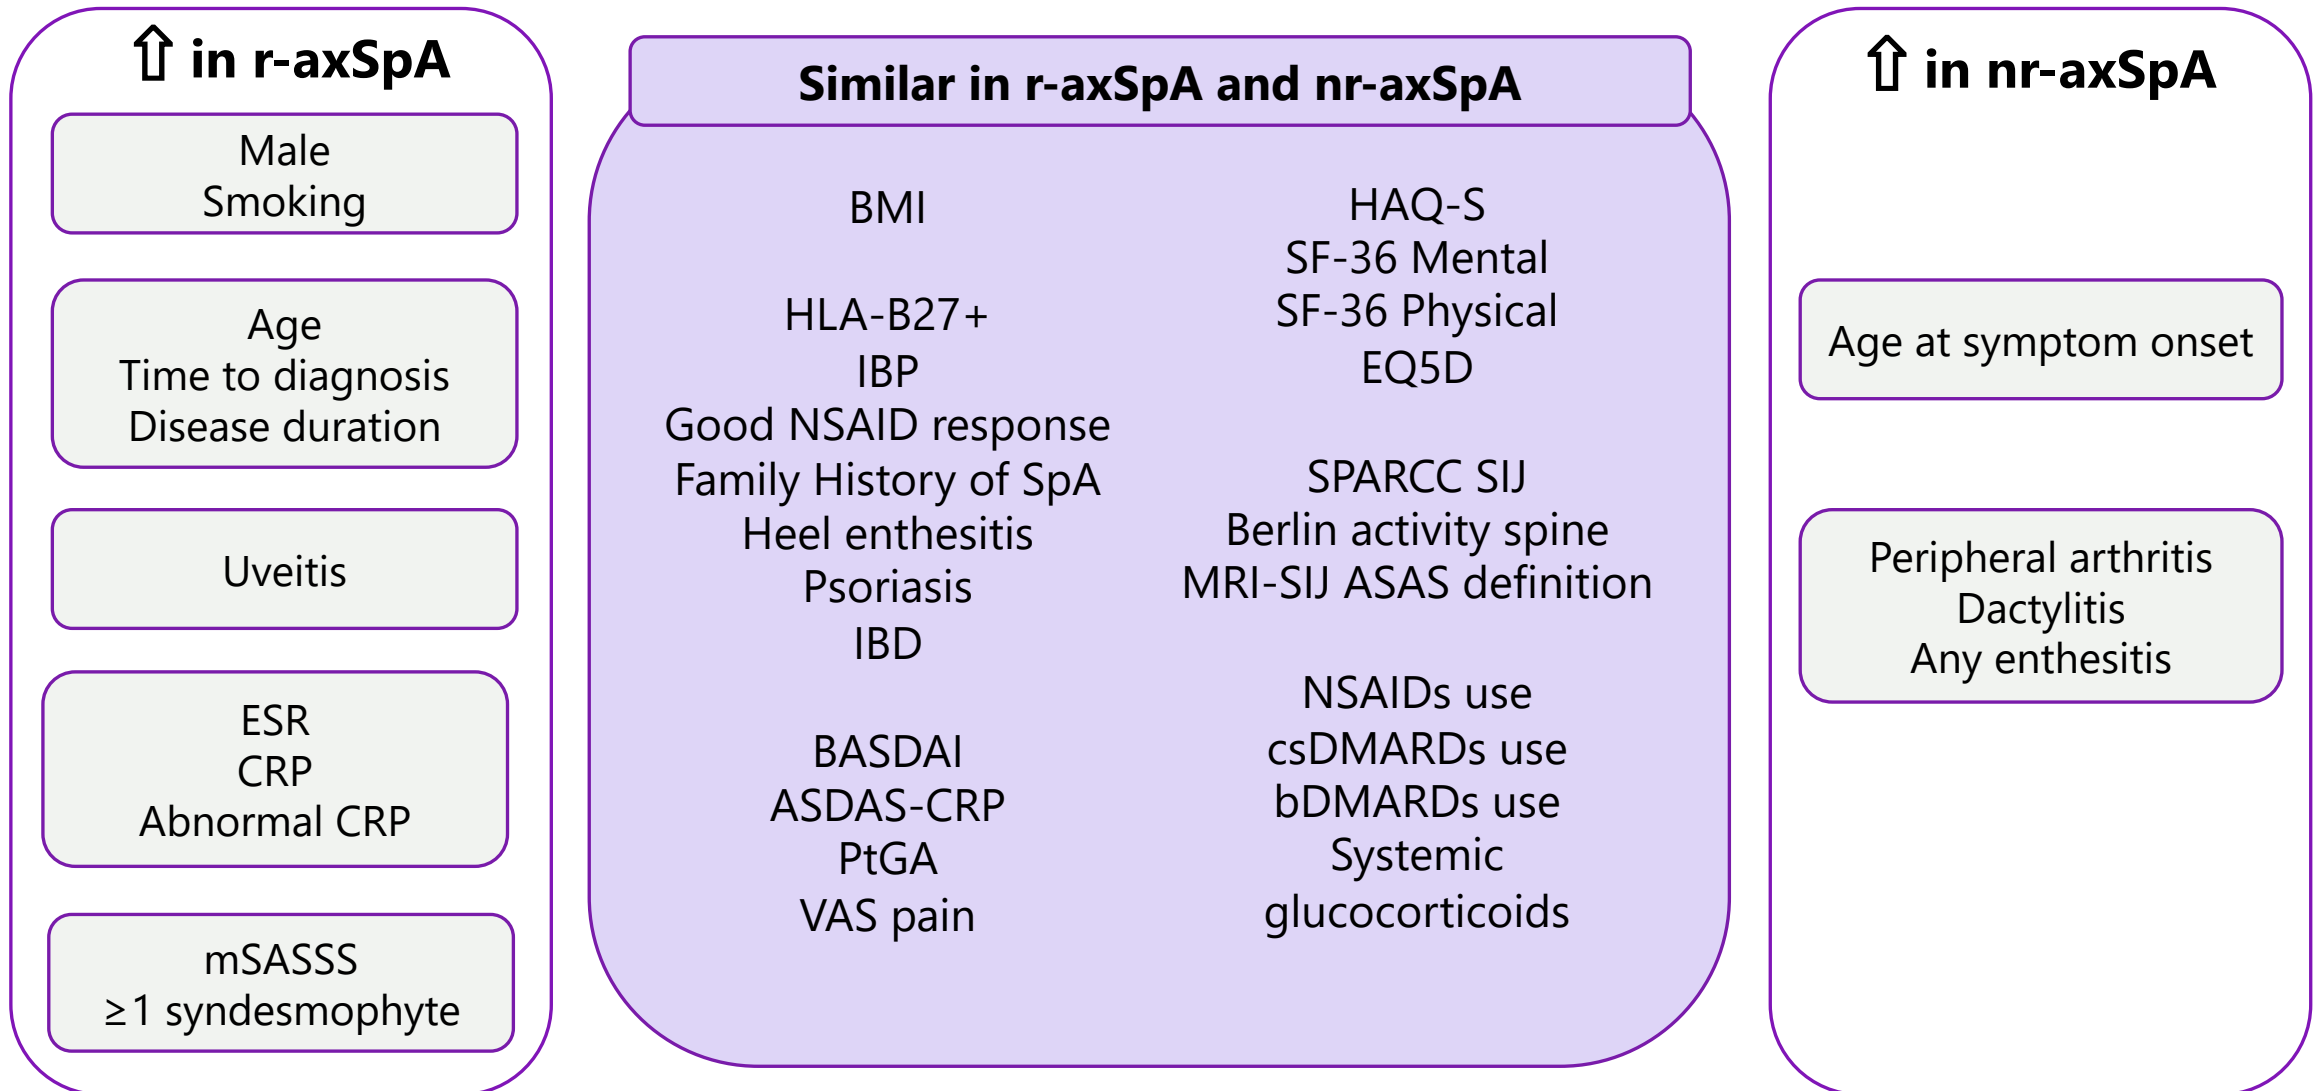 ⇧ in r-axSpA
Male
Smoking
Age
Time to diagnosis
Disease duration
Uveitis
ESR
CRP
Abnormal CRP
mSASSS
≥1 syndesmophyte
Similar in r-axSpA and nr-axSpA
BMI
HLA-B27+
IBP
Good NSAID response
Family History of SpA
Heel enthesitis
Psoriasis
IBD
BASDAI
ASDAS-CRP
PtGA
VAS pain
HAQ-S
SF-36 Mental
SF-36 Physical
EQ5D
SPARCC SIJ
Berlin activity spine
MRI-SIJ ASAS definition
NSAIDs use
csDMARDs use
bDMARDs use
Systemic
glucocorticoids
⇧ in nr-axSpA
Age at symptom onset
Peripheral arthritis
Dactylitis
Any enthesitis